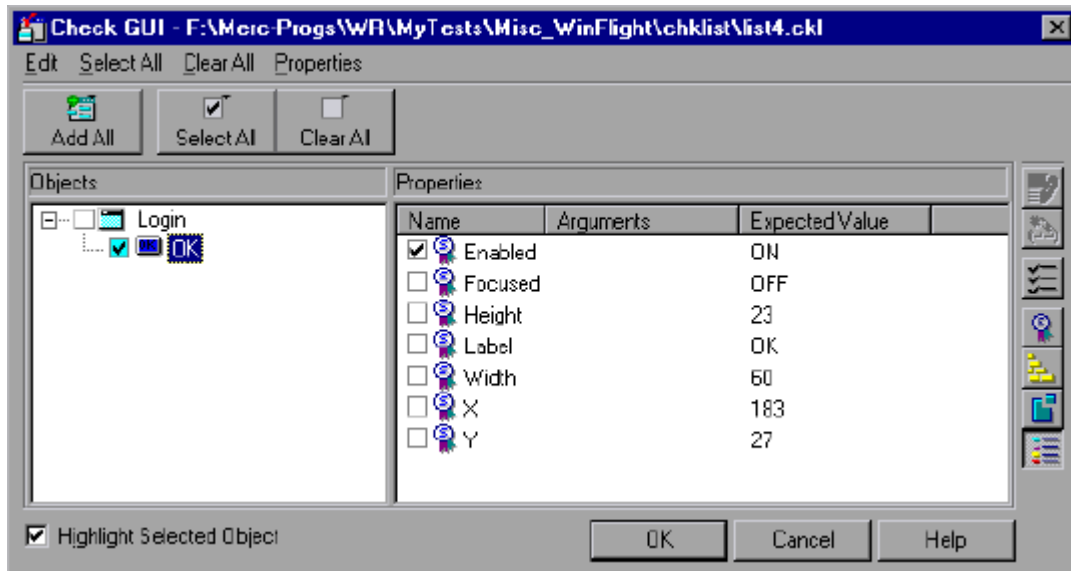 Check GUI - F:\Merc-Progs\WR\MyTests\Misc_WinFlight\chklist\list4.ckl
Edit Select All Clear All Properties
Add All Select All Clear All
Objects Properties
Login
OK
Name Arguments Expected Value
Enabled ON
Focused OFF
Height 23
Label OK
Width 60
X 183
Y 27
Highlight Selected Object
OK Cancel Help